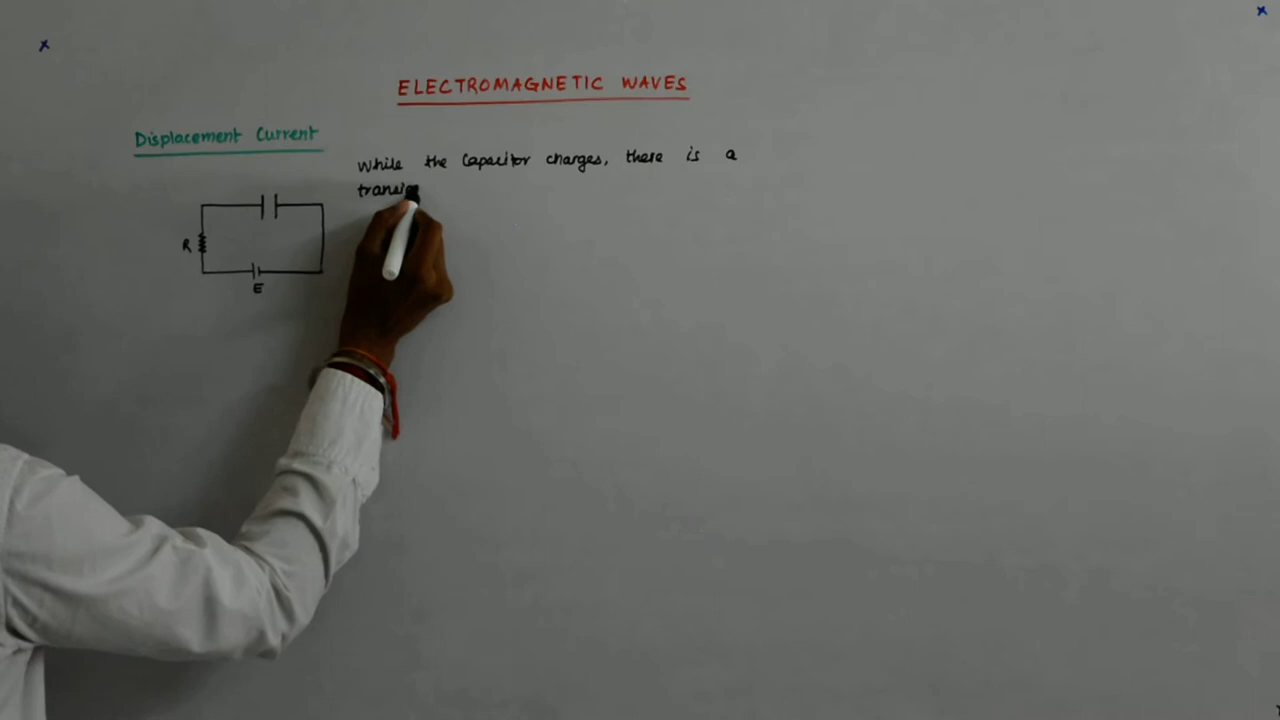 ELECTROMAGNETIC WAVES
Displacement Current
While the Capacitor charges, there is a
R
E